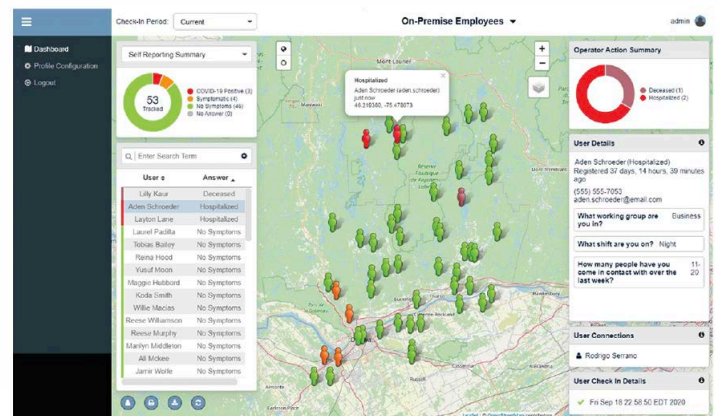 Check-In Period: Current
On-Premise Employees
admin
Dashboard
Profile Configuration
Logout
Self Reporting Summary
53
Tracked
COVID-19 Positive (3)
Symptomatic (4)
No Symptoms (46)
No Answer (0)
Enter Search Term
User
Answer
Lilly Kaur Deceased
Aden Schroeder Hospitalized
Layton Lane Hospitalized
Laurel Padilla No Symptoms
Tobias Bailey No Symptoms
Reina Hood No Symptoms
Yusuf Moon No Symptoms
Maggie Hubbard No Symptoms
Koda Smith No Symptoms
Willie Macias No Symptoms
Reese Williamson No Symptoms
Reese Murphy No Symptoms
Marilyn Middleton No Symptoms
Ali Mckee No Symptoms
Jamir Wolfe No Symptoms
Mont-Laurier
Hospitalized
Aden Schroeder (aden.schroeder)
just now
Maniwaki
+
−
Operator Action Summary
Deceased (1)
Hospitalized (2)
User Details
Aden Schroeder (Hospitalized)
Registered 37 days, 14 hours, 39 minutes
ago
(555) 555-7053
aden.schroeder@email.com
What working group are
you in?
Business
What shift are you on? Night
How many people have you
come in contact with over the
last week?
11-
20
User Connections
Rodrigo Serrano
User Check In Details
Fri Sep 18 22:58:50 EDT 2020